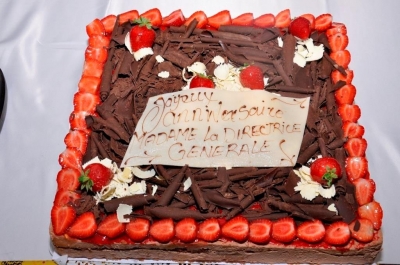 Joyeux
Anniversaire
MADAME La DIRECTRICE
GENERALE